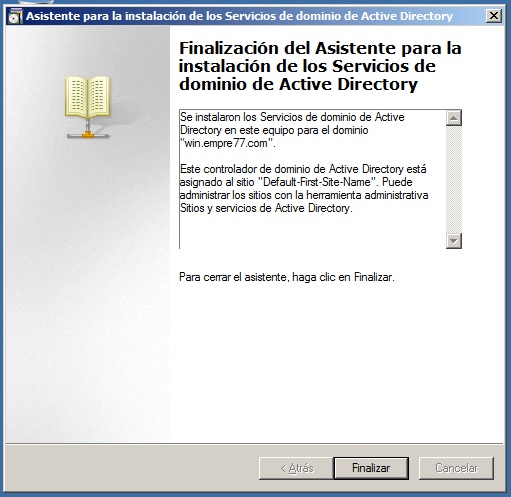 Asistente para la instalación de los Servicios de dominio de Active Directory
Finalización del Asistente para la
instalación de los Servicios de
dominio de Active Directory
Se instalaron los Servicios de dominio de Active
Directory en este equipo para el dominio
"win.empre77.com".
Este controlador de dominio de Active Directory está
asignado al sitio "Default-First-Site-Name". Puede
administrar los sitios con la herramienta administrativa
Sitios y servicios de Active Directory.
Para cerrar el asistente, haga clic en Finalizar.
< Atrás
Finalizar
Cancelar